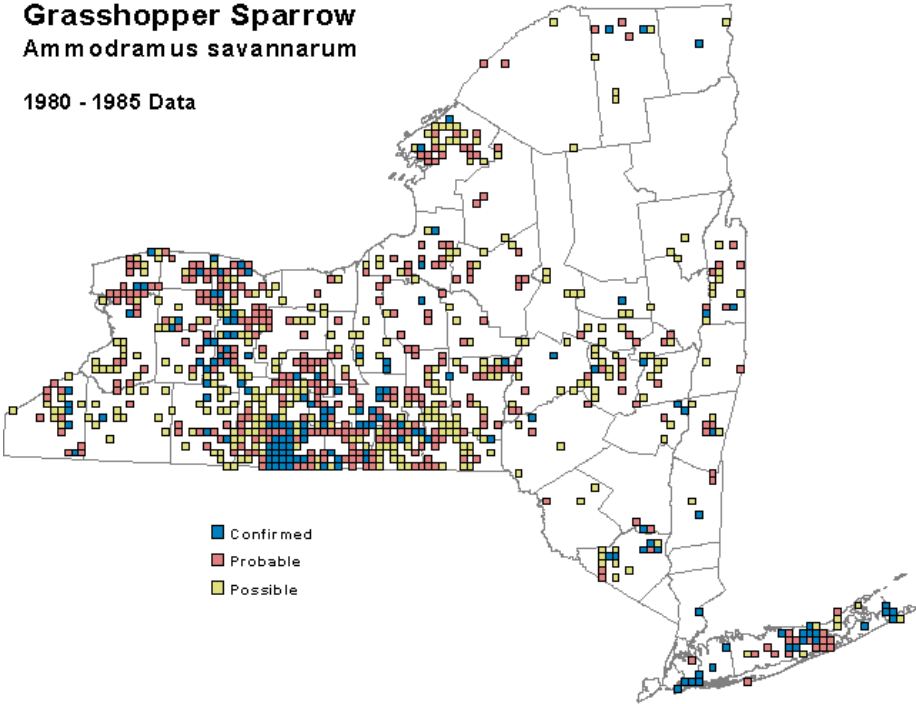 Grasshopper Sparrow
Ammodramus savannarum
1980 - 1985 Data
Confirmed
Probable
Possible